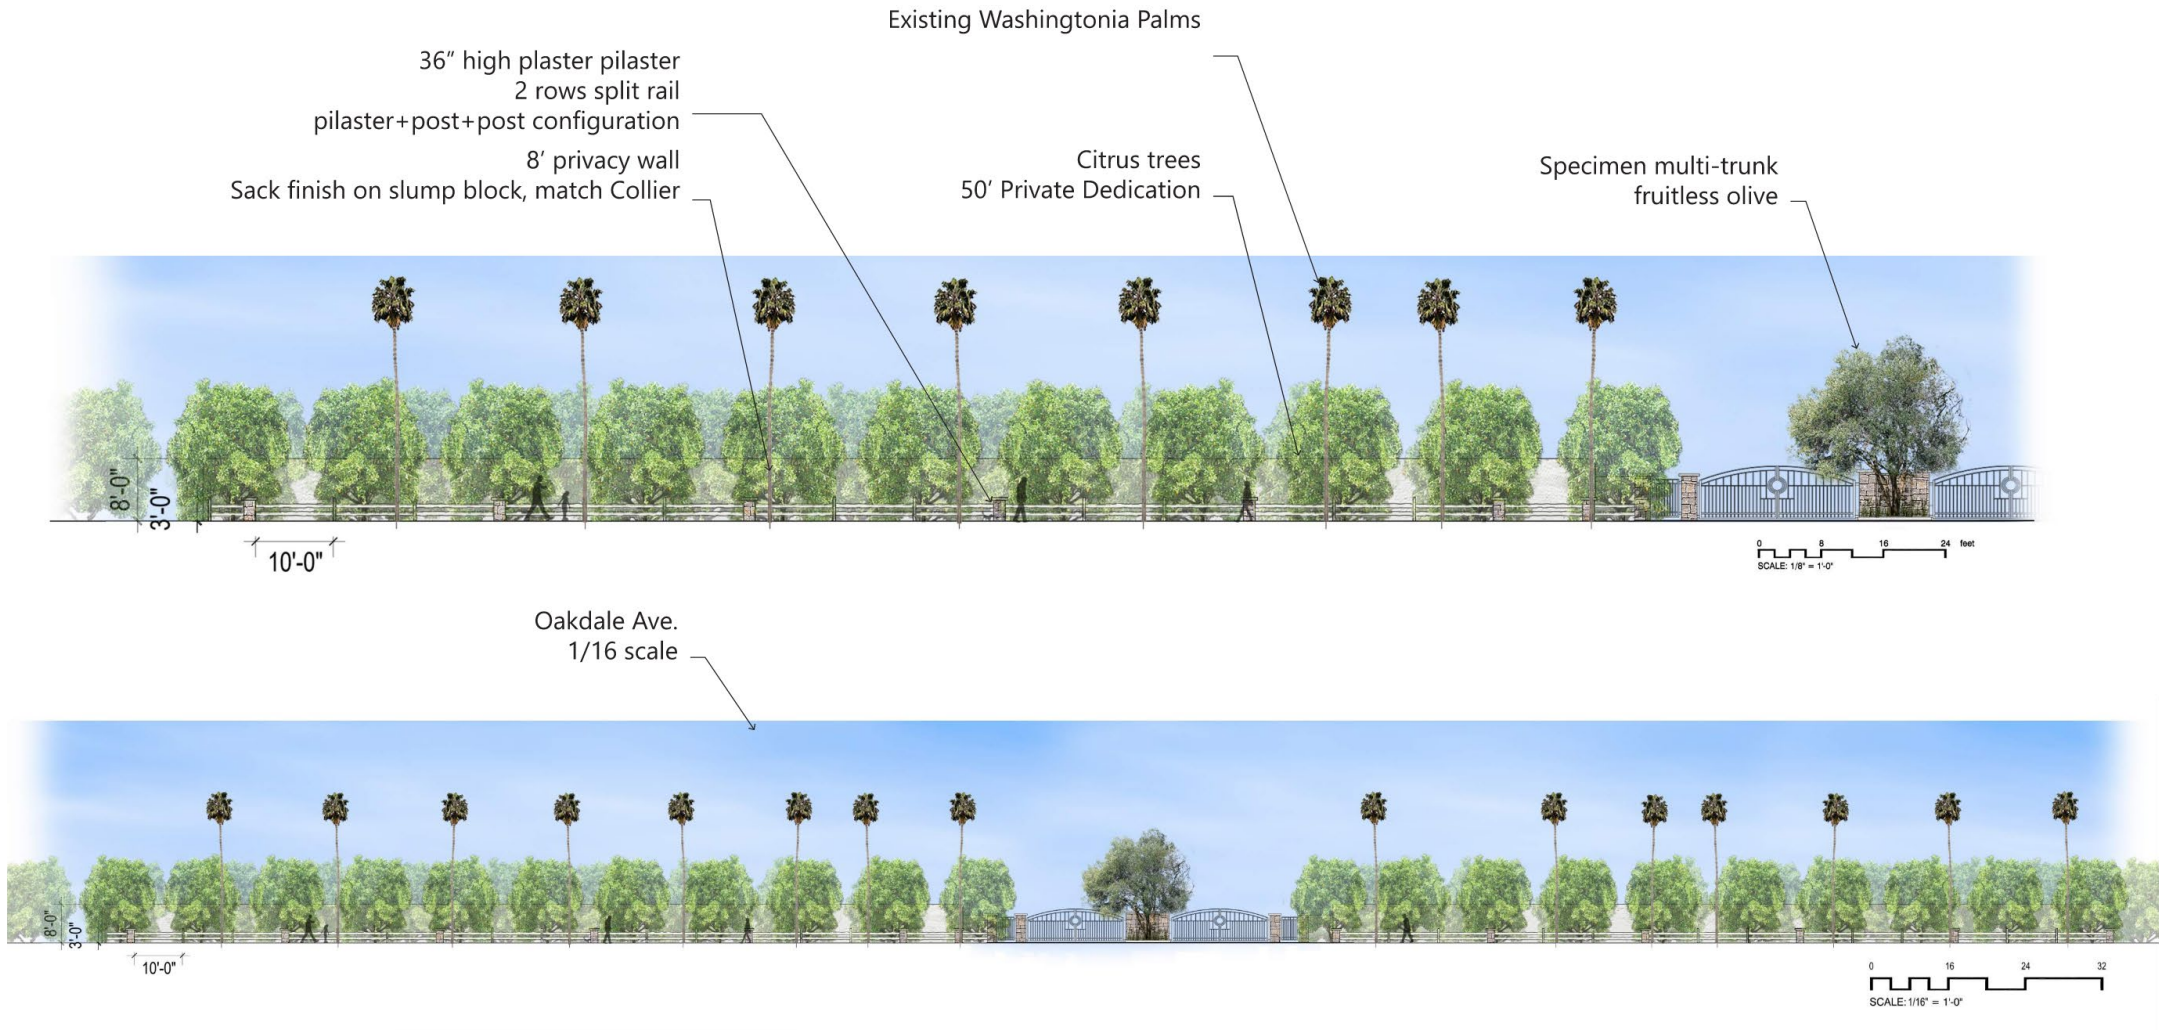 Existing Washingtonia Palms
36" high plaster pilaster
2 rows split rail
pilaster+post+post configuration
8' privacy wall
Sack finish on slump block, match Collier
Citrus trees
50' Private Dedication
Specimen multi-trunk
fruitless olive
8'-0"
3'-0"
10'-0"
0 8 16 24 feet
SCALE: 1/8" = 1'-0"
Oakdale Ave.
1/16 scale
8'-0"
3'-0"
10'-0"
0 16 24 32
SCALE: 1/16" = 1'-0"